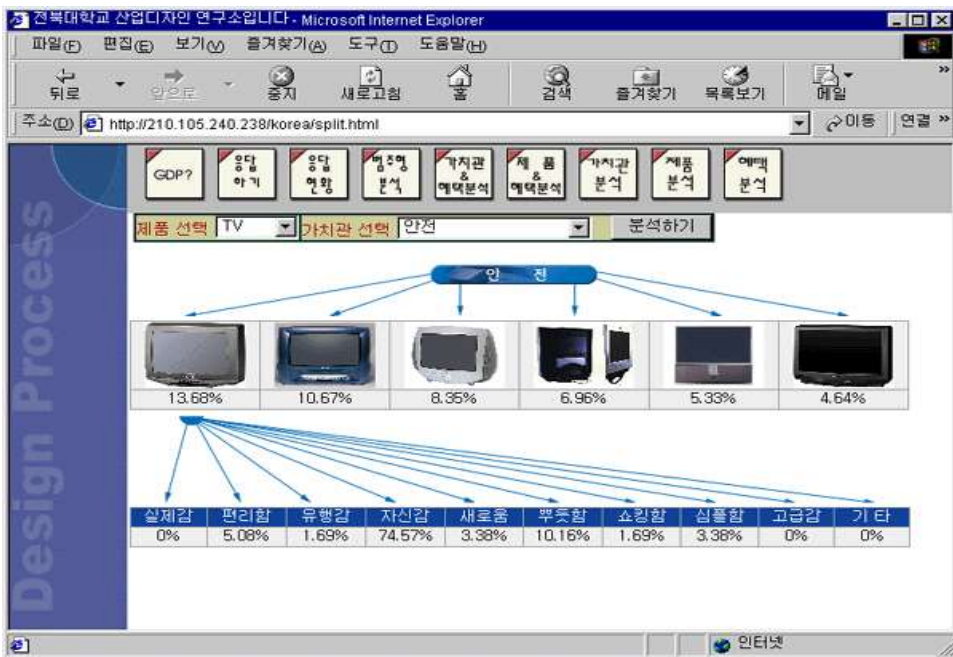 전북대학교 산업디자인 연구소입니다 - Microsoft Internet Explorer
파일(F) 편집(E) 보기(V) 즐겨찾기(A) 도구(T) 도움말(H)
뒤로 앞으로 중지 새로고침 홈 검색 즐겨찾기 목록보기 메일 »
주소(D) http://210.105.240.238/korea/split.html 이동 연결 »
GDP? 응답 응답 범주형 가치관 제 품 가치관 제품 혜택
하기 현황 분석 & & 분석 분석 분석
혜택분석 혜택분석
제품 선택 TV 가치관 선택 안전 분석하기
안 전
13.68% 10.67% 8.35% 6.96% 5.33% 4.64%
실제감 편리함 유행감 자신감 새로움 뿌듯함 쇼킹함 심플함 고급감 기 타
0% 5.08% 1.69% 74.57% 3.38% 10.16% 1.69% 3.38% 0% 0%
Design Process
인터넷